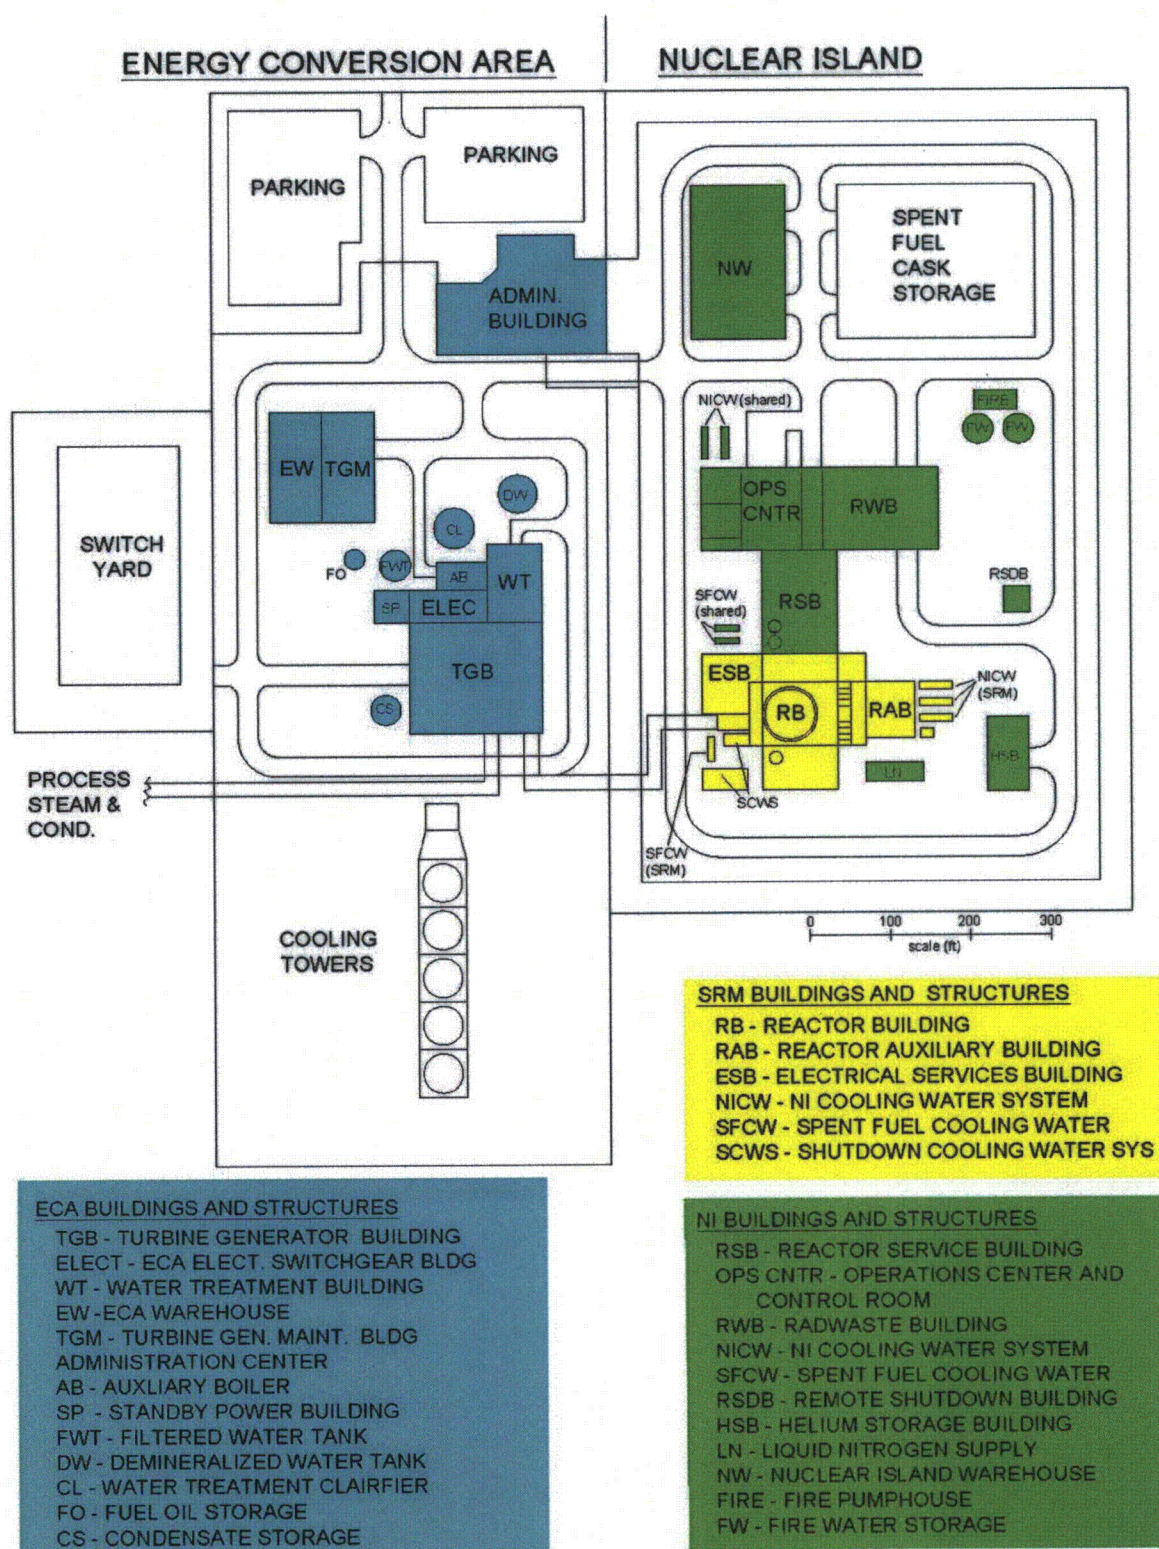 ENERGY CONVERSION AREA
NUCLEAR ISLAND
PARKING
PARKING
ADMIN.
BUILDING
NW
SPENT
FUEL
CASK
STORAGE
NICW(shared)
FIRE
FW
FW
EW
TGM
DW
CL
SWITCH
YARD
FO
FWT
AB
WT
SP
ELEC
TGB
CS
OPS
CNTR
RWB
RSDB
SFCW
(shared)
RSB
ESB
RB
RAB
NICW
(SRM)
HSB
LN
SCWS
SFCW
(SRM)
PROCESS
STEAM &
COND.
COOLING
TOWERS
0 100 200 300
scale (ft)
SRM BUILDINGS AND STRUCTURES
RB - REACTOR BUILDING
RAB - REACTOR AUXILIARY BUILDING
ESB - ELECTRICAL SERVICES BUILDING
NICW - NI COOLING WATER SYSTEM
SFCW - SPENT FUEL COOLING WATER
SCWS - SHUTDOWN COOLING WATER SYS
ECA BUILDINGS AND STRUCTURES
TGB - TURBINE GENERATOR BUILDING
ELECT - ECA ELECT. SWITCHGEAR BLDG
WT - WATER TREATMENT BUILDING
EW -ECA WAREHOUSE
TGM - TURBINE GEN. MAINT. BLDG
ADMINISTRATION CENTER
AB - AUXLIARY BOILER
SP - STANDBY POWER BUILDING
FWT - FILTERED WATER TANK
DW - DEMINERALIZED WATER TANK
CL - WATER TREATMENT CLAIRFIER
FO - FUEL OIL STORAGE
CS - CONDENSATE STORAGE
NI BUILDINGS AND STRUCTURES
RSB - REACTOR SERVICE BUILDING
OPS CNTR - OPERATIONS CENTER AND
CONTROL ROOM
RWB - RADWASTE BUILDING
NICW - NI COOLING WATER SYSTEM
SFCW - SPENT FUEL COOLING WATER
RSDB - REMOTE SHUTDOWN BUILDING
HSB - HELIUM STORAGE BUILDING
LN - LIQUID NITROGEN SUPPLY
NW - NUCLEAR ISLAND WAREHOUSE
FIRE - FIRE PUMPHOUSE
FW - FIRE WATER STORAGE